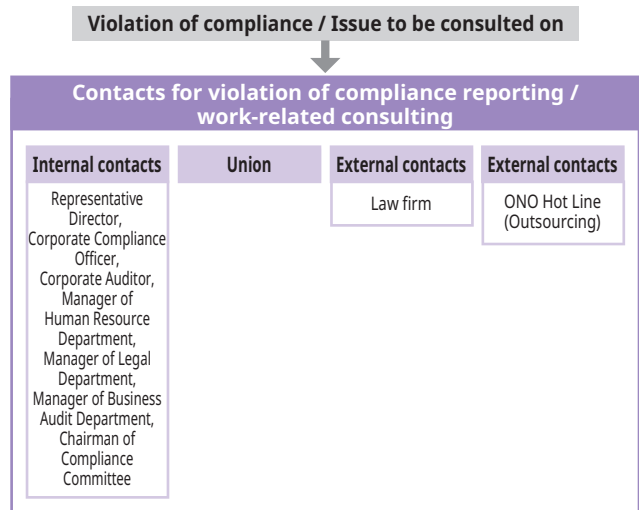 Violation of compliance / Issue to be consulted on
Contacts for violation of compliance reporting /
work-related consulting
Internal contacts
Representative
Director,
Corporate Compliance
Officer,
Corporate Auditor,
Manager of
Human Resource
Department,
Manager of Legal
Department,
Manager of Business
Audit Department,
Chairman of
Compliance
Committee
Union
External contacts
Law firm
External contacts
ONO Hot Line
(Outsourcing)